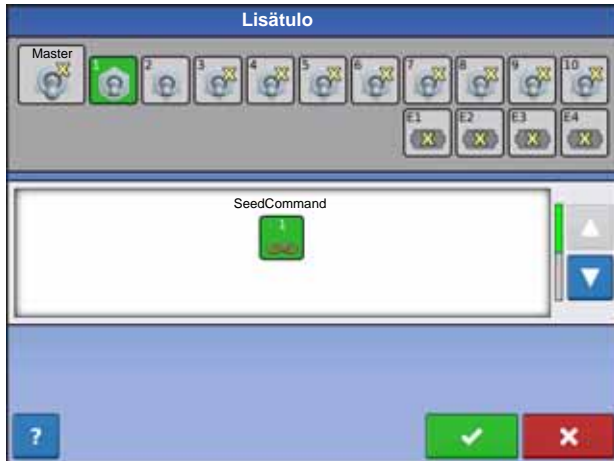 Lisätulo
Master 1 2 3 4 5 6 7 8 9 10
E1 E2 E3 E4
SeedCommand
1
?